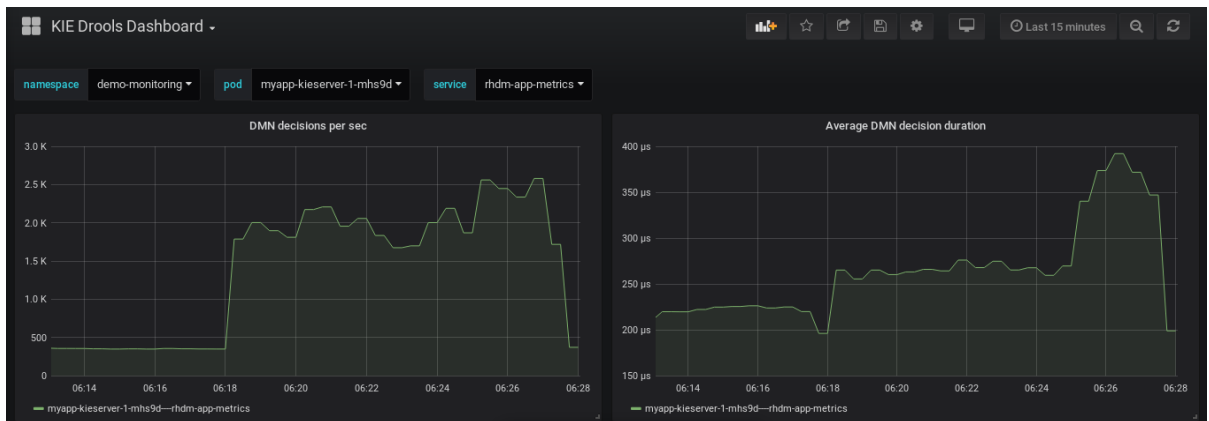 KIE Drools Dashboard
Last 15 minutes
namespace demo-monitoring pod myapp-kieserver-1-mhs9d service rhdm-app-metrics
DMN decisions per sec
3.0 K
2.5 K
2.0 K
1.5 K
1.0 K
500
0
06:14 06:16 06:18 06:20 06:22 06:24 06:26 06:28
myapp-kieserver-1-mhs9d—rhdm-app-metrics
Average DMN decision duration
400 µs
350 µs
300 µs
250 µs
200 µs
150 µs
06:14 06:16 06:18 06:20 06:22 06:24 06:26 06:28
myapp-kieserver-1-mhs9d—rhdm-app-metrics